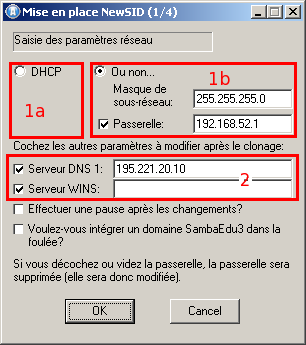 Mise en place NewSID (1/4)
Saisie des paramètres réseau
DHCP
1a
Ou non...
1b
Masque de
sous-réseau:
255.255.255.0
Passerelle:
192.168.52.1
Cochez les autres paramètres à modifier après le clonage:
Serveur DNS 1:
195.221.20.10
Serveur WINS:
2
Effectuer une pause après les changements?
Voulez-vous intégrer un domaine SambaEdu3 dans la
foulée?
Si vous décochez ou videz la passerelle, la passerelle sera
supprimée (elle sera donc modifiée).
OK
Cancel